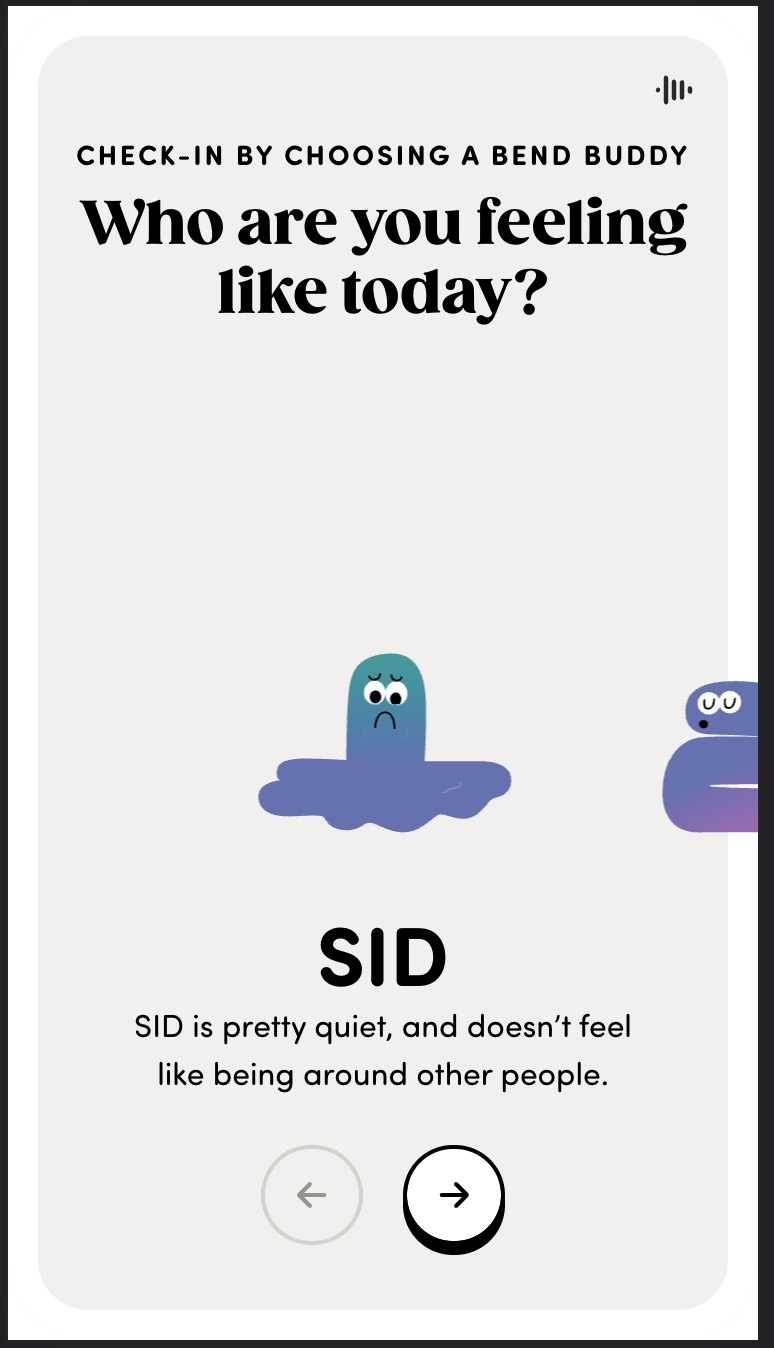 CHECK-IN BY CHOOSING A BEND BUDDY
Who are you feeling
like today?
SID
SID is pretty quiet, and doesn’t feel
like being around other people.